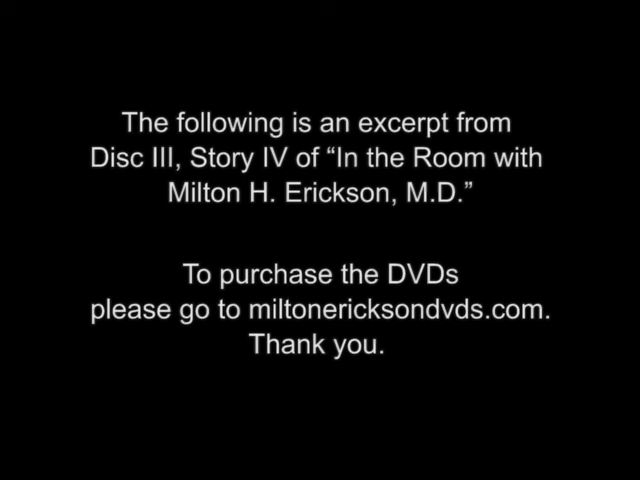 The following is an excerpt from
Disc III, Story IV of “In the Room with
Milton H. Erickson, M.D.”
To purchase the DVDs
please go to miltonericksondvds.com.
Thank you.